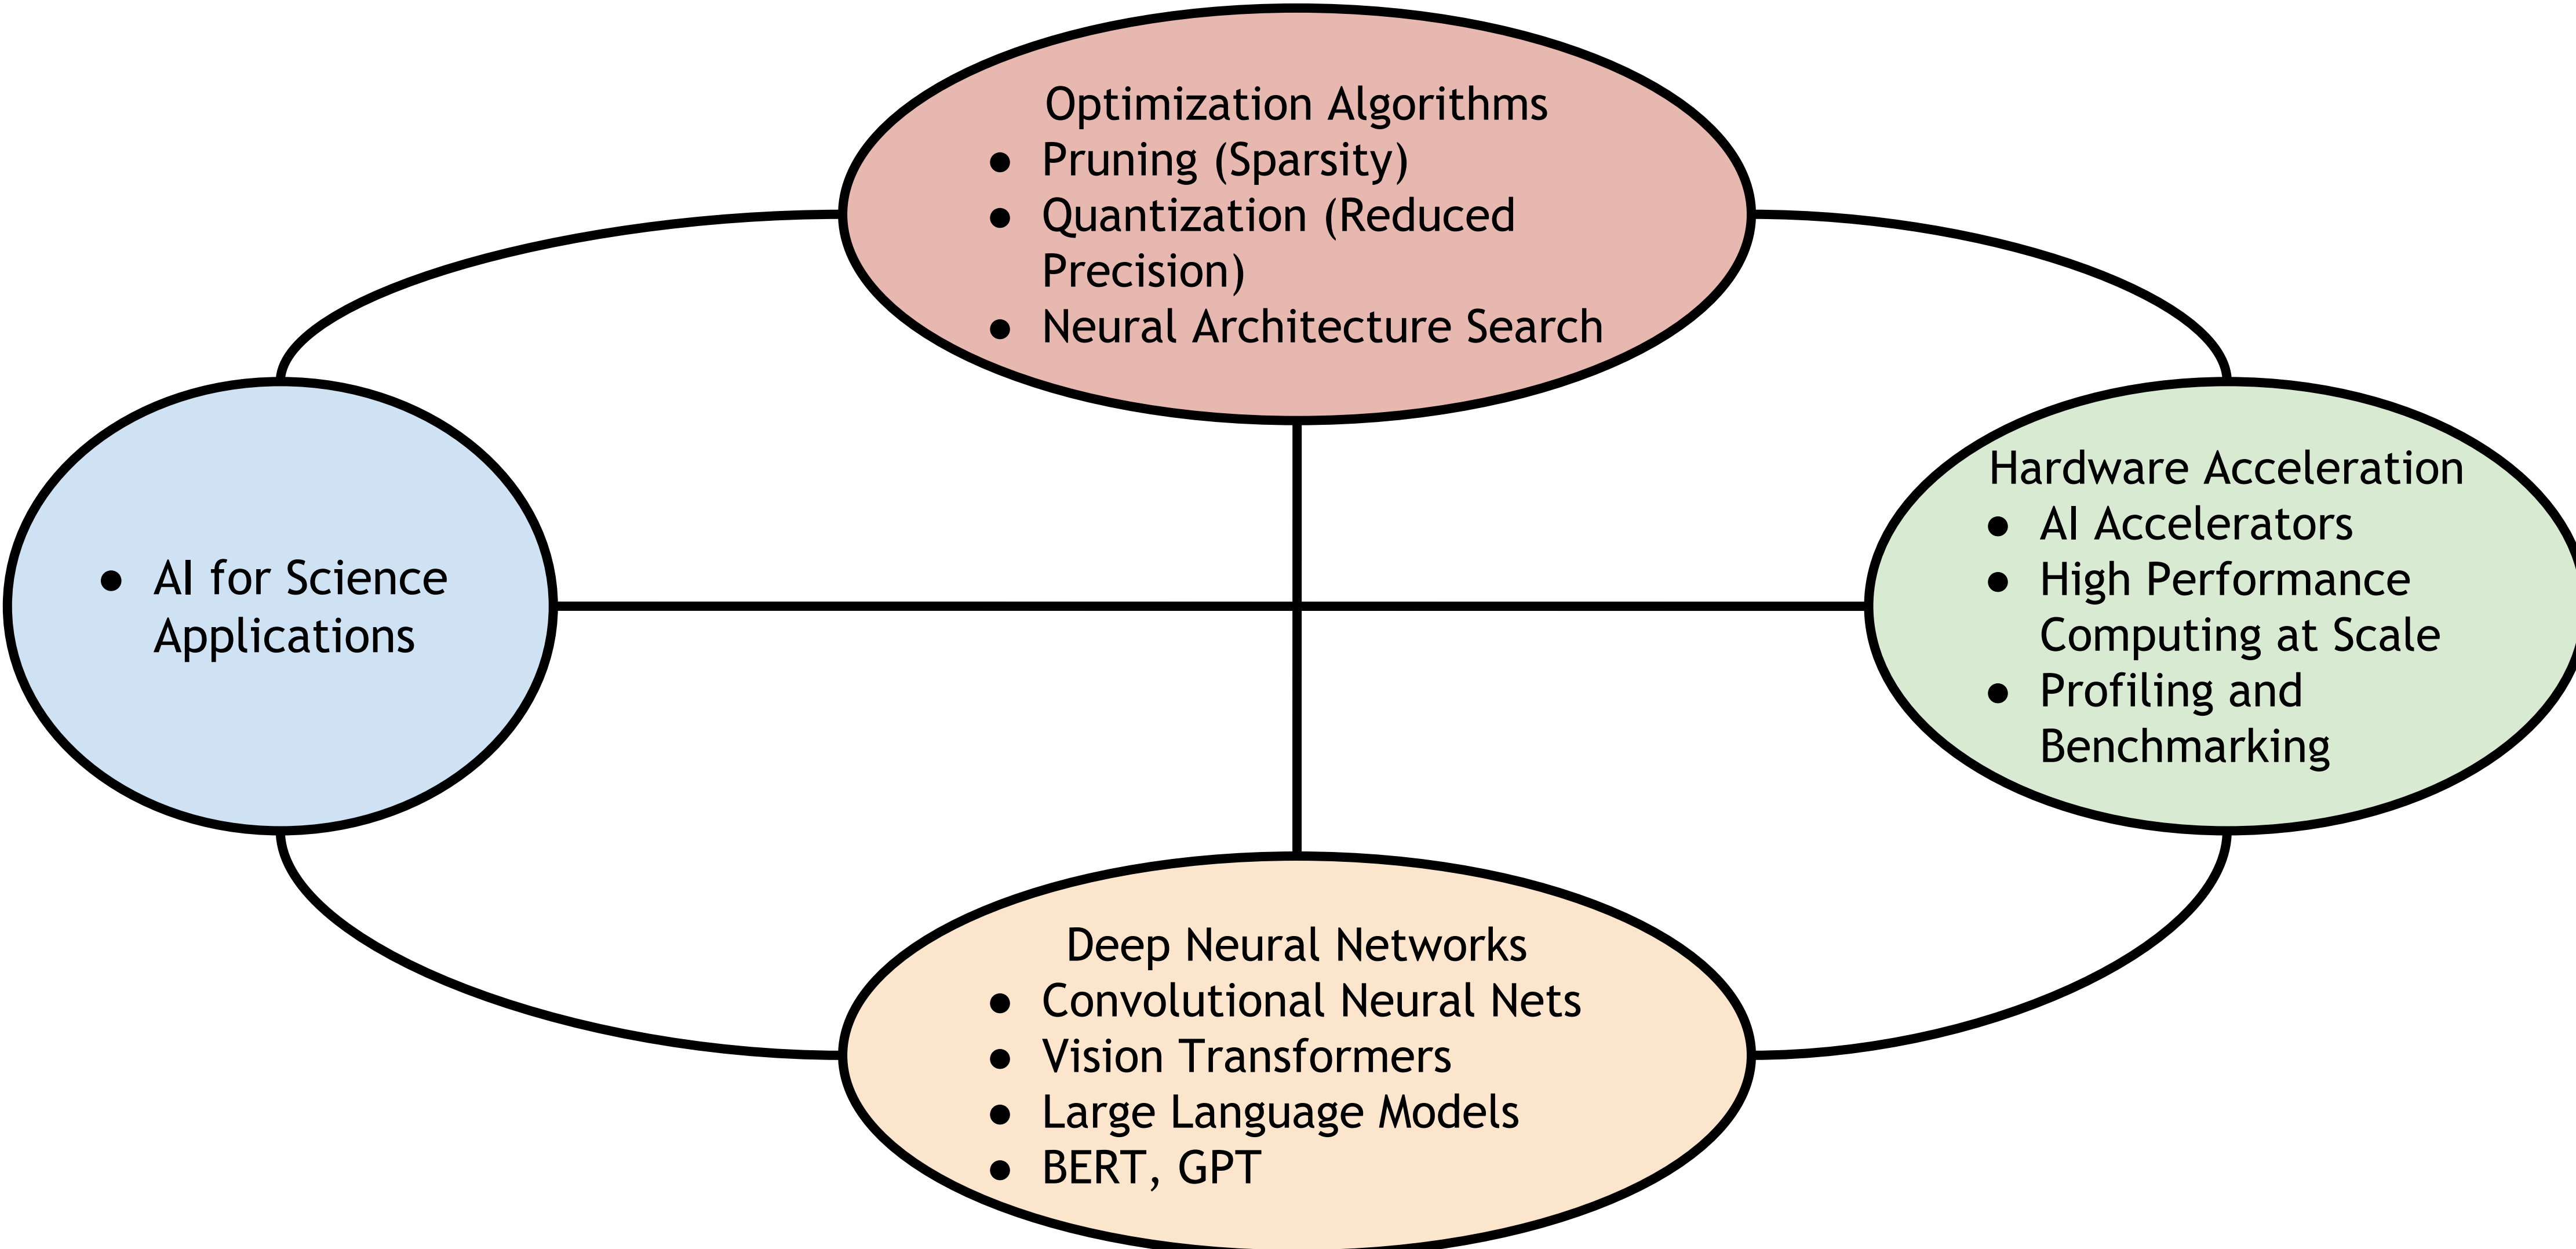 Optimization Algorithms
● Pruning (Sparsity)
● Quantization (Reduced
Precision)
● Neural Architecture Search
● AI for Science
Applications
Hardware Acceleration
● AI Accelerators
● High Performance
Computing at Scale
● Profiling and
Benchmarking
Deep Neural Networks
● Convolutional Neural Nets
● Vision Transformers
● Large Language Models
● BERT, GPT